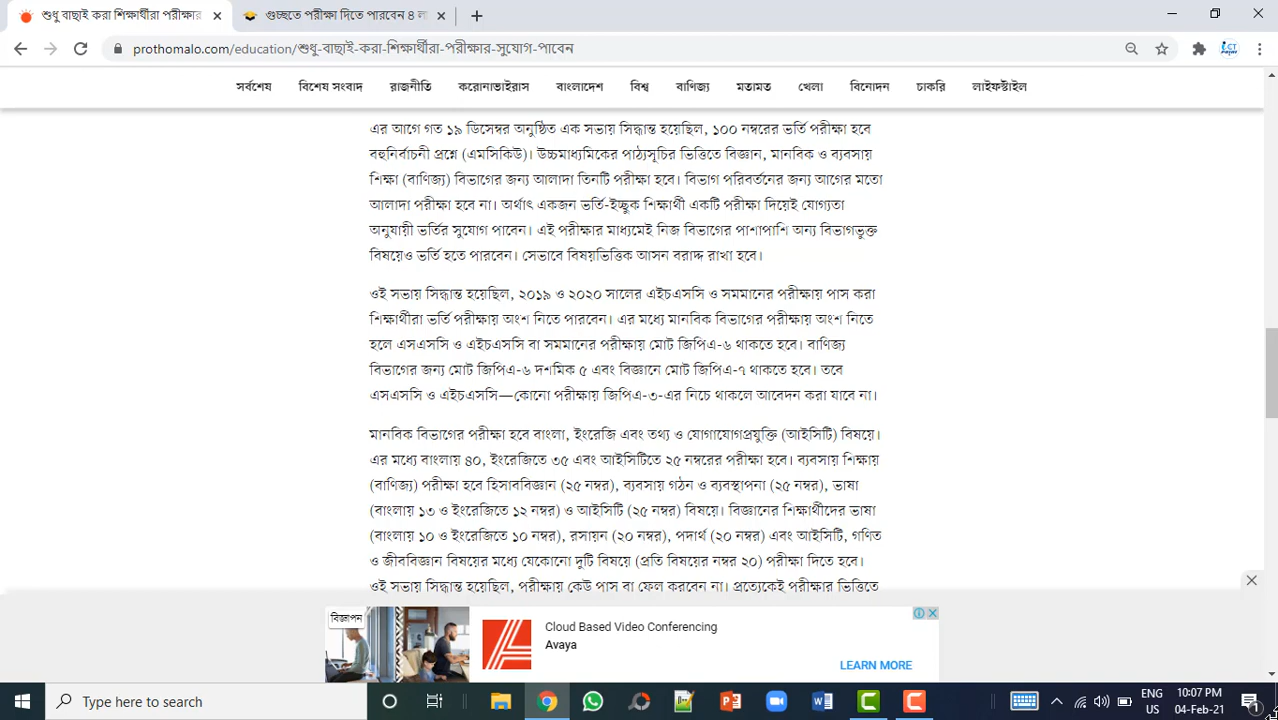 শুধু বাছাই করা শিক্ষার্থীরা পরীক্ষার
গুচ্ছতে পরীক্ষা দিতে পারবেন ৪ লা
prothomalo.com/education/শুধু-বাছাই-করা-শিক্ষার্থীরা-পরীক্ষার-সুযোগ-পাবেন
সর্বশেষ বিশেষ সংবাদ রাজনীতি করোনাভাইরাস বাংলাদেশ বিশ্ব বাণিজ্য মতামত খেলা বিনোদন চাকরি লাইফস্টাইল
এর আগে গত ১৯ ডিসেম্বর অনুষ্ঠিত এক সভায় সিদ্ধান্ত হয়েছিল, ১০০ নম্বরের ভর্তি পরীক্ষা হবে
বহুনির্বাচনী প্রশ্নে (এমসিকিউ)। উচ্চমাধ্যমিকের পাঠ্যসূচির ভিত্তিতে বিজ্ঞান, মানবিক ও ব্যবসায়
শিক্ষা (বাণিজ্য) বিভাগের জন্য আলাদা তিনটি পরীক্ষা হবে। বিভাগ পরিবর্তনের জন্য আগের মতো
আলাদা পরীক্ষা হবে না। অর্থাৎ একজন ভর্তি-ইচ্ছুক শিক্ষার্থী একটি পরীক্ষা দিয়েই যোগ্যতা
অনুযায়ী ভর্তির সুযোগ পাবেন। এই পরীক্ষার মাধ্যমেই নিজ বিভাগের পাশাপাশি অন্য বিভাগভুক্ত
বিষয়েও ভর্তি হতে পারবেন। সেভাবে বিষয়ভিত্তিক আসন বরাদ্দ রাখা হবে।
ওই সভায় সিদ্ধান্ত হয়েছিল, ২০১৯ ও ২০২০ সালের এইচএসসি ও সমমানের পরীক্ষায় পাস করা
শিক্ষার্থীরা ভর্তি পরীক্ষায় অংশ নিতে পারবেন। এর মধ্যে মানবিক বিভাগের পরীক্ষায় অংশ নিতে
হলে এসএসসি ও এইচএসসি বা সমমানের পরীক্ষায় মোট জিপিএ-৬ থাকতে হবে। বাণিজ্য
বিভাগের জন্য মোট জিপিএ-৬ দশমিক ৫ এবং বিজ্ঞানে মোট জিপিএ-৭ থাকতে হবে। তবে
এসএসসি ও এইচএসসি—কোনো পরীক্ষায় জিপিএ-৩-এর নিচে থাকলে আবেদন করা যাবে না।
মানবিক বিভাগের পরীক্ষা হবে বাংলা, ইংরেজি এবং তথ্য ও যোগাযোগপ্রযুক্তি (আইসিটি) বিষয়ে।
এর মধ্যে বাংলায় ৪০, ইংরেজিতে ৩৫ এবং আইসিটিতে ২৫ নম্বরের পরীক্ষা হবে। ব্যবসায় শিক্ষায়
(বাণিজ্য) পরীক্ষা হবে হিসাববিজ্ঞান (২৫ নম্বর), ব্যবসায় গঠন ও ব্যবস্থাপনা (২৫ নম্বর), ভাষা
(বাংলায় ১৩ ও ইংরেজিতে ১২ নম্বর) ও আইসিটি (২৫ নম্বর) বিষয়ে। বিজ্ঞানের শিক্ষার্থীদের ভাষা
(বাংলায় ১০ ও ইংরেজিতে ১০ নম্বর), রসায়ন (২০ নম্বর), পদার্থ (২০ নম্বর) এবং আইসিটি, গণিত
ও জীববিজ্ঞান বিষয়ের মধ্যে যেকোনো দুটি বিষয়ে (প্রতি বিষয়ের নম্বর ২০) পরীক্ষা দিতে হবে।
ওই সভায় সিদ্ধান্ত হয়েছিল, পরীক্ষায় কেউ পাস বা ফেল করবেন না। প্রত্যেকেই পরীক্ষার ভিত্তিতে
বিজ্ঞাপন
Cloud Based Video Conferencing
Avaya
LEARN MORE
Type here to search
ENG
US
10:07 PM
04-Feb-21